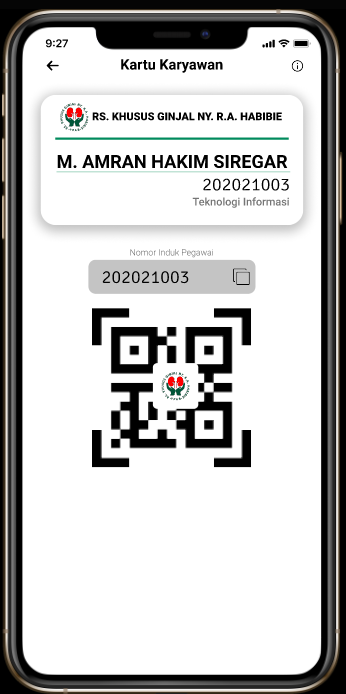 9:27
Kartu Karyawan
RS. KHUSUS GINJAL NY. R.A. HABIBIE
M. AMRAN HAKIM SIREGAR
202021003
Teknologi Informasi
Nomor Induk Pegawai
202021003